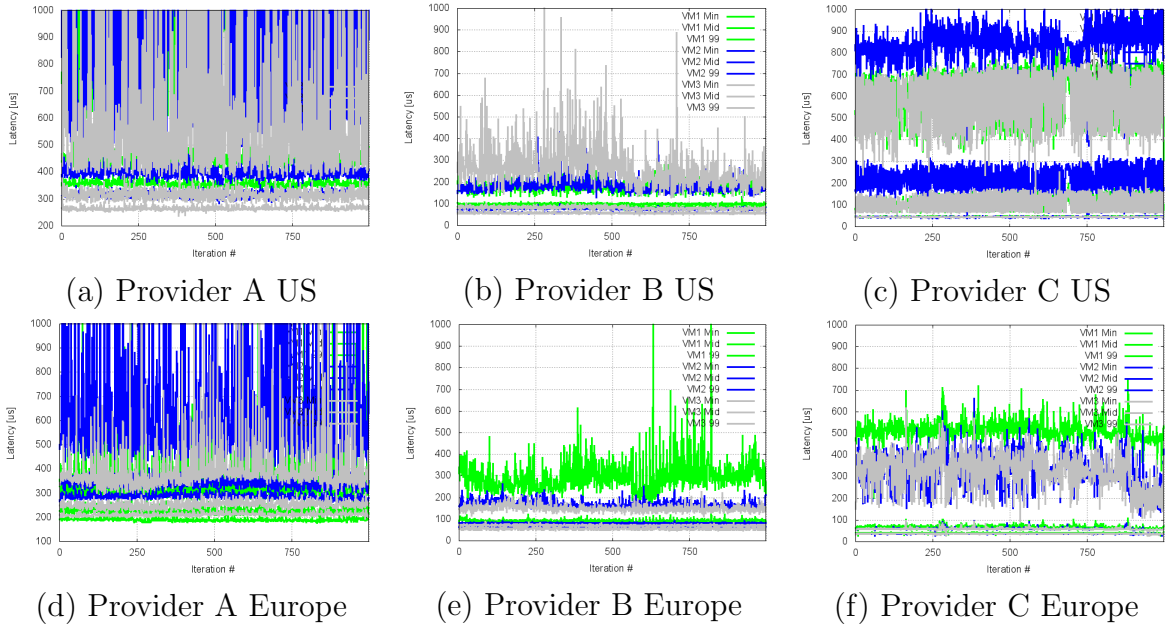 1000
900
800
700
600
500
400
300
200
Latency [us]
0 250 500 750
Iteration #
(a) Provider A US
1000
900
800
700
600
500
400
300
200
100
0
Latency [us]
VM1 Min
VM1 Mid
VM1 99
VM2 Min
VM2 Mid
VM2 99
VM3 Min
VM3 Mid
VM3 99
0 250 500 750
Iteration #
(b) Provider B US
1000
900
800
700
600
500
400
300
200
100
0
Latency [us]
0 250 500 750
Iteration #
(c) Provider C US
1000
900
800
700
600
500
400
300
200
100
Latency [us]
0 250 500 750
Iteration #
(d) Provider A Europe
1000
900
800
700
600
500
400
300
200
100
0
Latency [us]
VM1 Min
VM1 Mid
VM1 99
VM2 Min
VM2 Mid
VM2 99
VM3 Min
VM3 Mid
VM3 99
0 250 500 750
Iteration #
(e) Provider B Europe
1000
900
800
700
600
500
400
300
200
100
0
Latency [us]
VM1 Min
VM1 Mid
VM1 99
VM2 Min
VM2 Mid
VM2 99
VM3 Min
VM3 Mid
VM3 99
0 250 500 750
Iteration #
(f) Provider C Europe